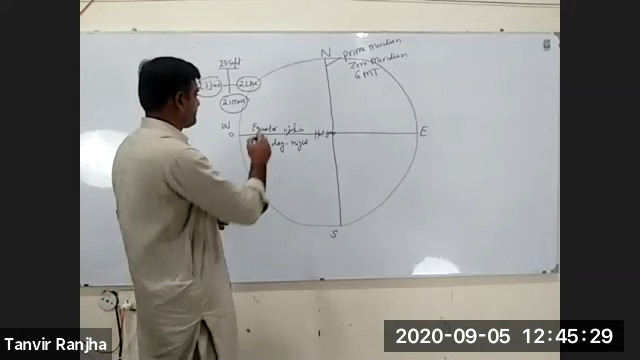 N
Prime Meridian
Zero Meridian
GMT
23 Sept
21 Jun
22 Dec
21 Marc
W
Equator
day-night
E
S
Tanvir Ranjha
2020-09-05 12:45:29